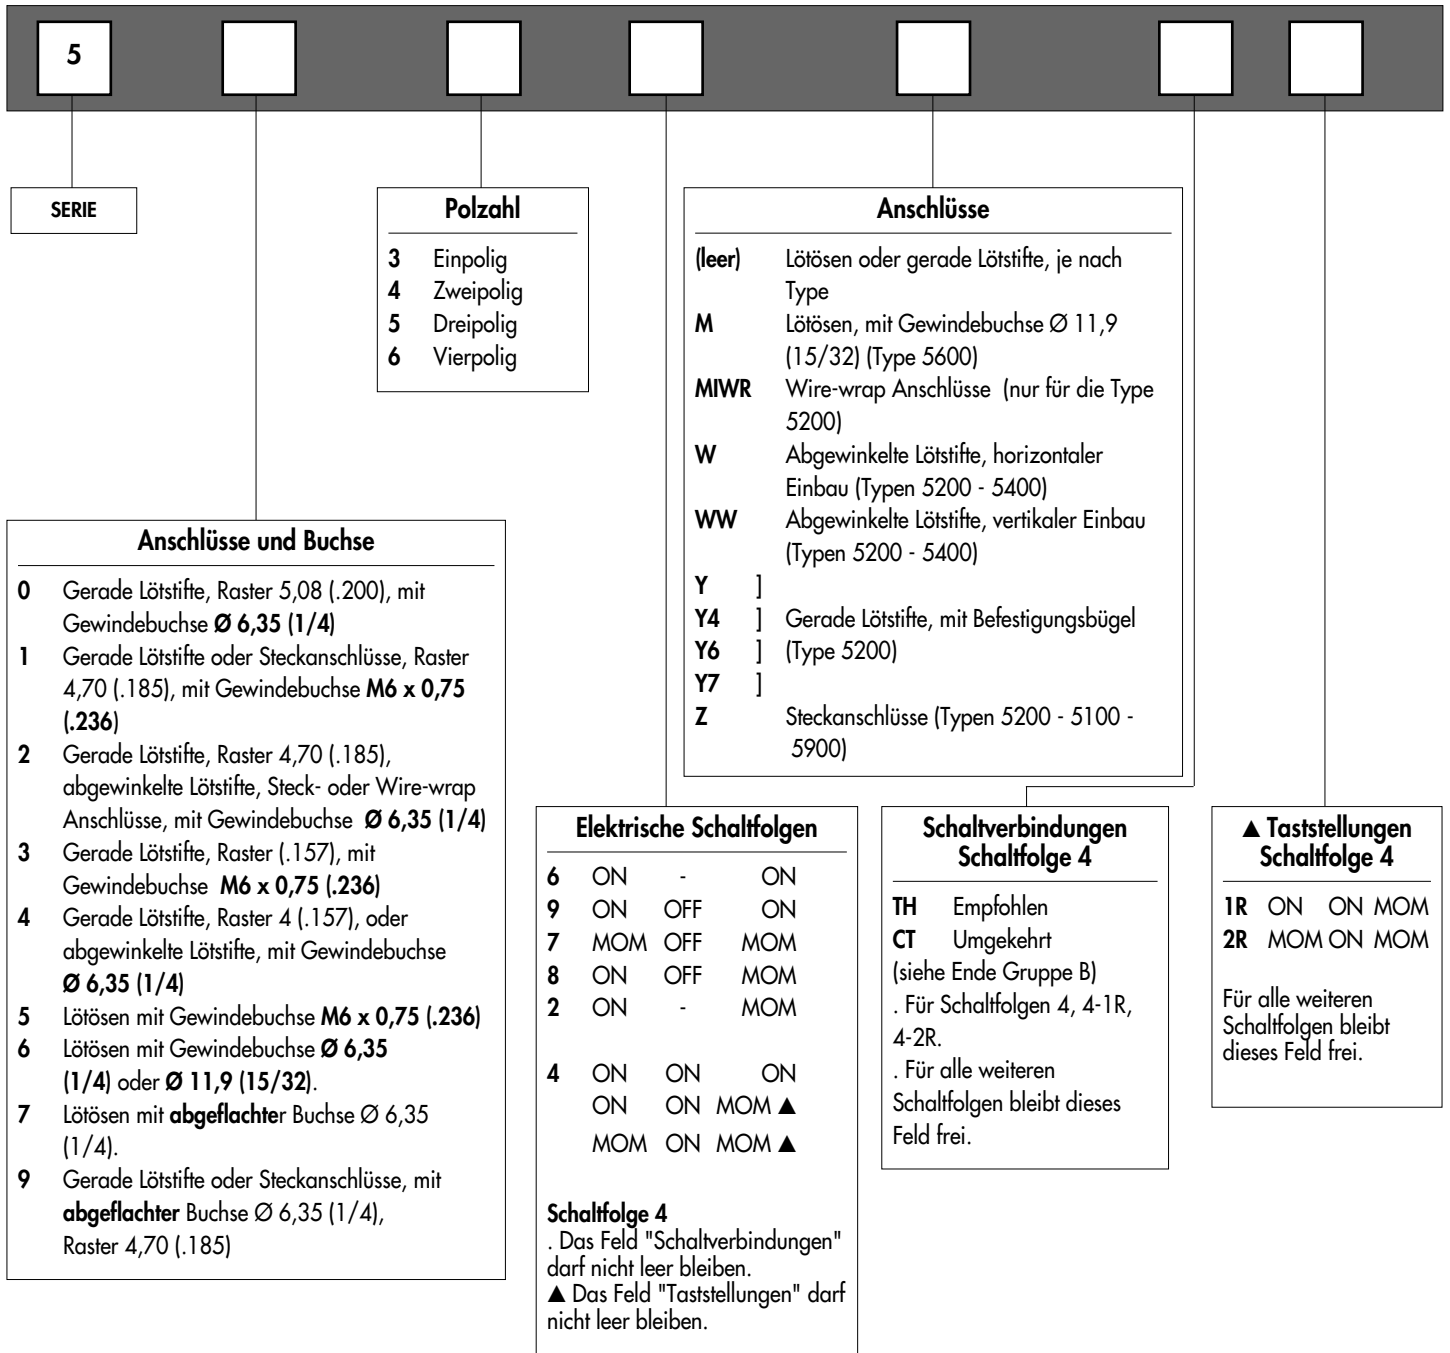 5
SERIE
Polzahl
3 Einpolig
4 Zweipolig
5 Dreipolig
6 Vierpolig
Anschlüsse
(leer) Lötösen oder gerade Lötstifte, je nach
Type
M Lötösen, mit Gewindebuchse Ø 11,9
(15/32) (Type 5600)
MIWR Wire-wrap Anschlüsse (nur für die Type
5200)
W Abgewinkelte Lötstifte, horizontaler
Einbau (Typen 5200 - 5400)
WW Abgewinkelte Lötstifte, vertikaler Einbau
(Typen 5200 - 5400)
Y ]
Y4 ] Gerade Lötstifte, mit Befestigungsbügel
Y6 ] (Type 5200)
Y7 ]
Z Steckanschlüsse (Typen 5200 - 5100 -
5900)
Anschlüsse und Buchse
0 Gerade Lötstifte, Raster 5,08 (.200), mit
Gewindebuchse Ø 6,35 (1/4)
1 Gerade Lötstifte oder Steckanschlüsse, Raster
4,70 (.185), mit Gewindebuchse M6 x 0,75
(.236)
2 Gerade Lötstifte, Raster 4,70 (.185),
abgewinkelte Lötstifte, Steck- oder Wire-wrap
Anschlüsse, mit Gewindebuchse Ø 6,35 (1/4)
3 Gerade Lötstifte, Raster (.157), mit
Gewindebuchse M6 x 0,75 (.236)
4 Gerade Lötstifte, Raster 4 (.157), oder
abgewinkelte Lötstifte, mit Gewindebuchse
Ø 6,35 (1/4)
5 Lötösen mit Gewindebuchse M6 x 0,75 (.236)
6 Lötösen mit Gewindebuchse Ø 6,35
(1/4) oder Ø 11,9 (15/32).
7 Lötösen mit abgeflachter Buchse Ø 6,35
(1/4).
9 Gerade Lötstifte oder Steckanschlüsse, mit
abgeflachter Buchse Ø 6,35 (1/4),
Raster 4,70 (.185)
Elektrische Schaltfolgen
6 ON - ON
9 ON OFF ON
7 MOM OFF MOM
8 ON OFF MOM
2 ON - MOM
4 ON ON ON
ON ON MOM ▲
MOM ON MOM ▲
Schaltfolge 4
. Das Feld "Schaltverbindungen"
darf nicht leer bleiben.
▲ Das Feld "Taststellungen" darf
nicht leer bleiben.
Schaltverbindungen
Schaltfolge 4
TH Empfohlen
CT Umgekehrt
(siehe Ende Gruppe B)
. Für Schaltfolgen 4, 4-1R,
4-2R.
. Für alle weiteren
Schaltfolgen bleibt dieses
Feld frei.
▲ Taststellungen
Schaltfolge 4
1R ON ON MOM
2R MOM ON MOM
Für alle weiteren
Schaltfolgen bleibt
dieses Feld frei.